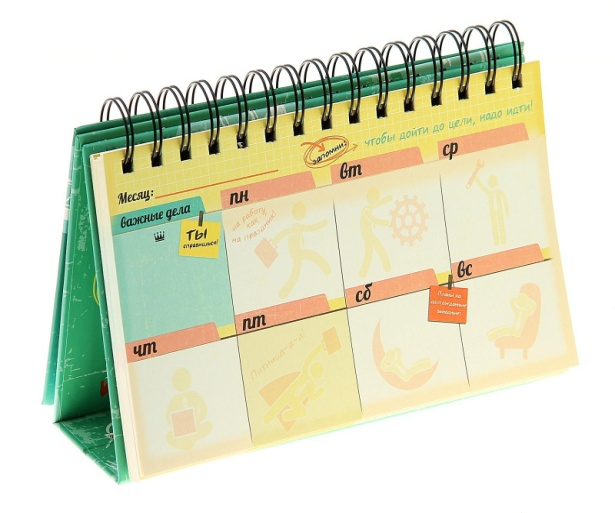 запомни:
чтобы дойти до цели, надо идти!
Месяц:
важные дела
пн
вт
ср
ты
справишься!
на работу,
как
на праздник!
чт
пт
сб
вс
Пятница-а-а!